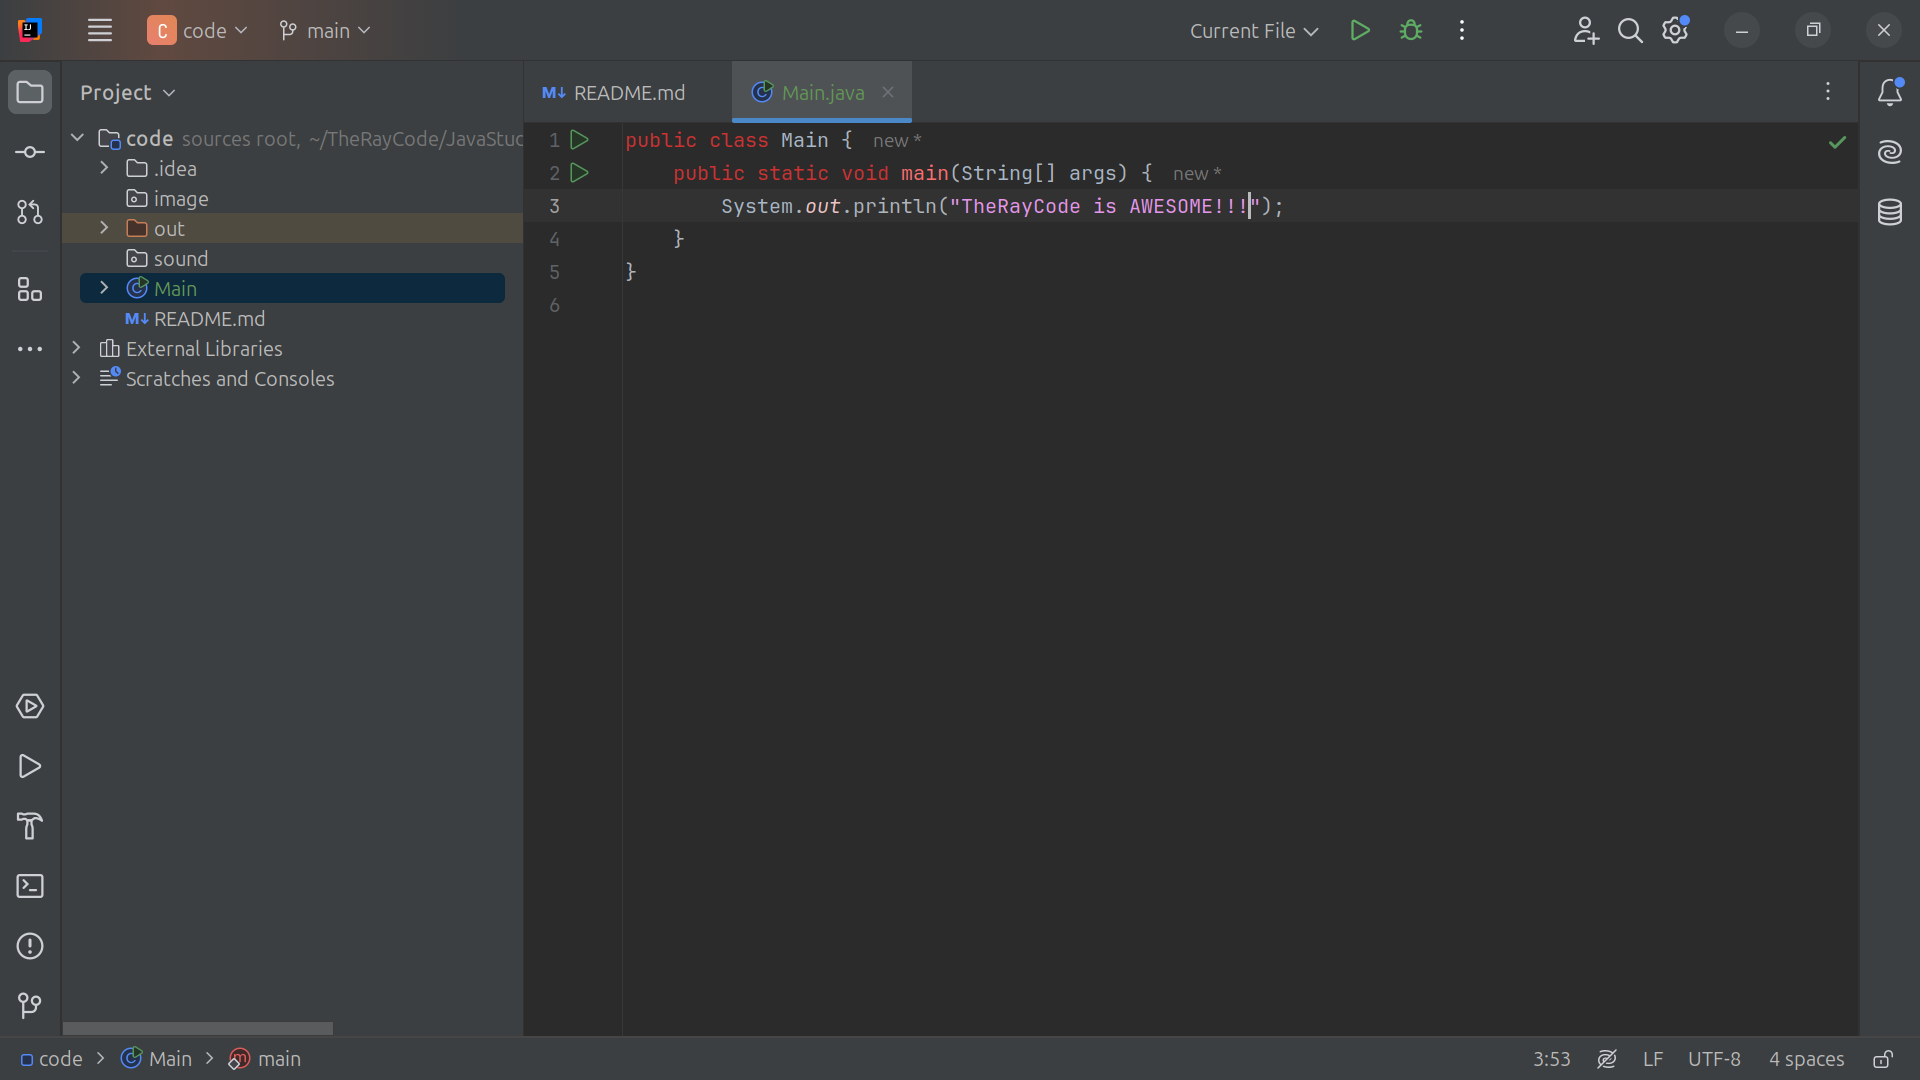 C code main Current File
Project
code sources root, ~/TheRayCode/JavaStud
.idea
image
out
sound
Main
README.md
External Libraries
Scratches and Consoles
README.md Main.java
1 public class Main { new *
2 public static void main(String[] args) { new *
3 System.out.println("TheRayCode is AWESOME!!!");
4 }
5 }
6
code > Main > main 3:53 LF UTF-8 4 spaces